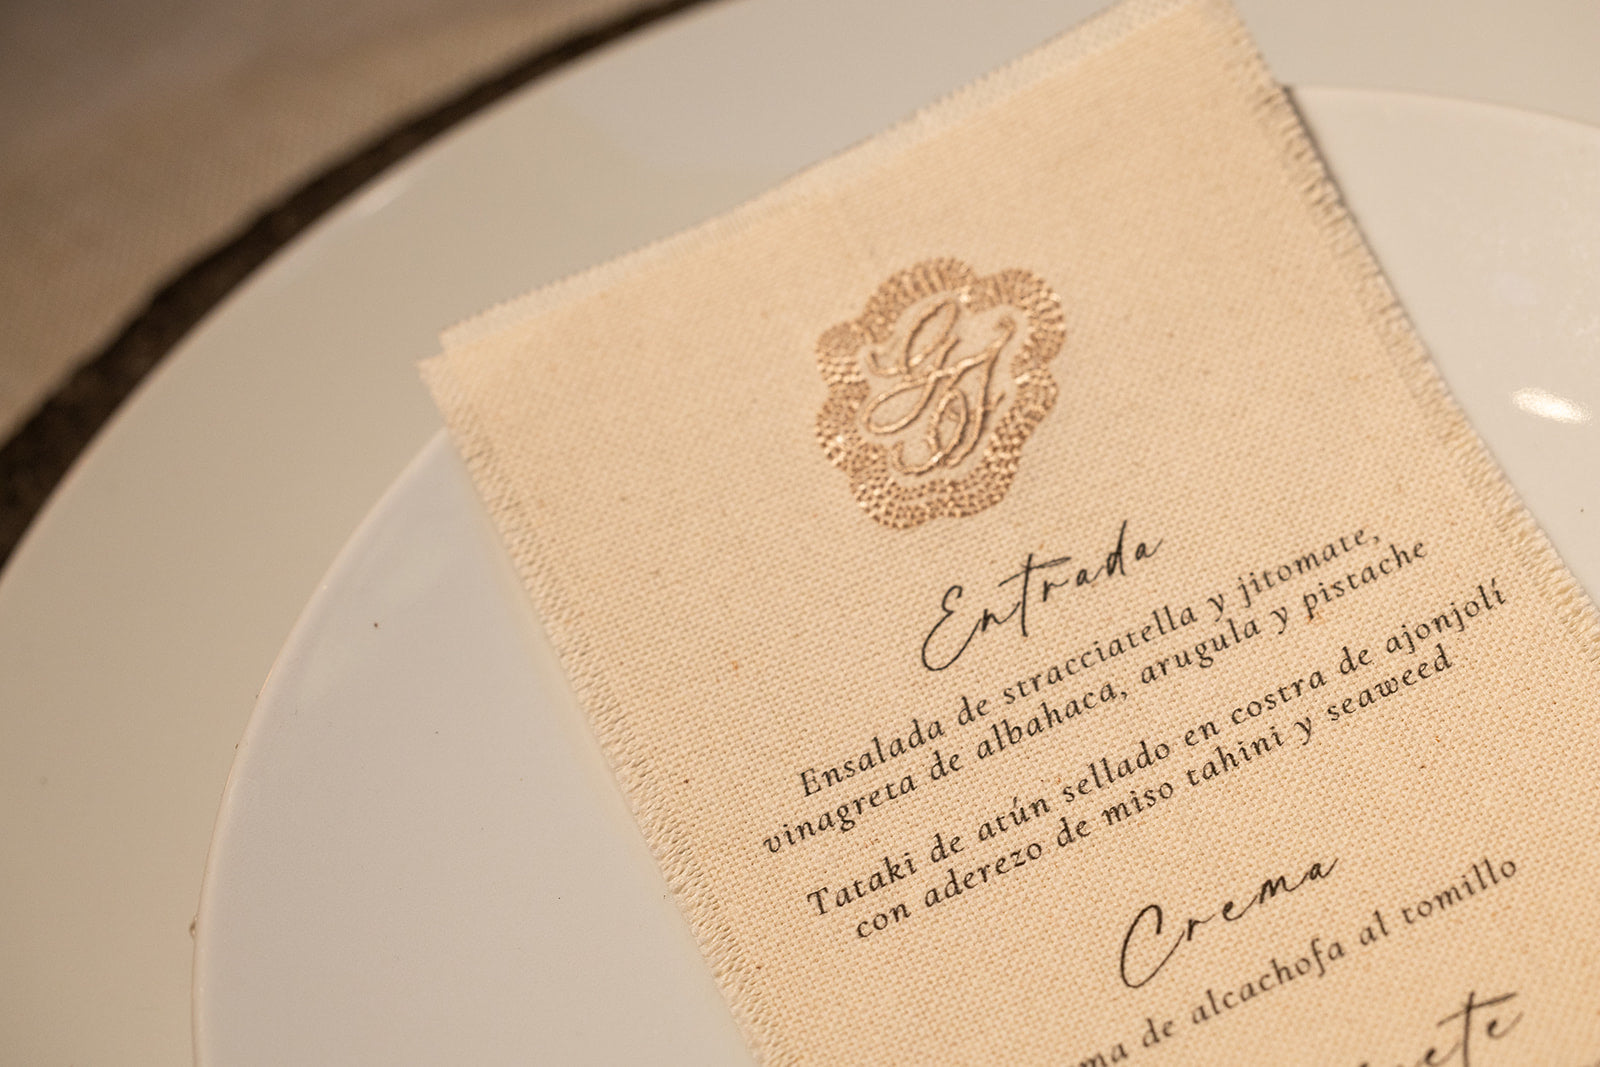 GJ
Entrada
Ensalada de stracciatella y jitomate,
vinagreta de albahaca, arugula y pistache
Tataki de atún sellado en costra de ajonjolí
con aderezo de miso tahini y seaweed
Crema
de alcachofa al tomillo